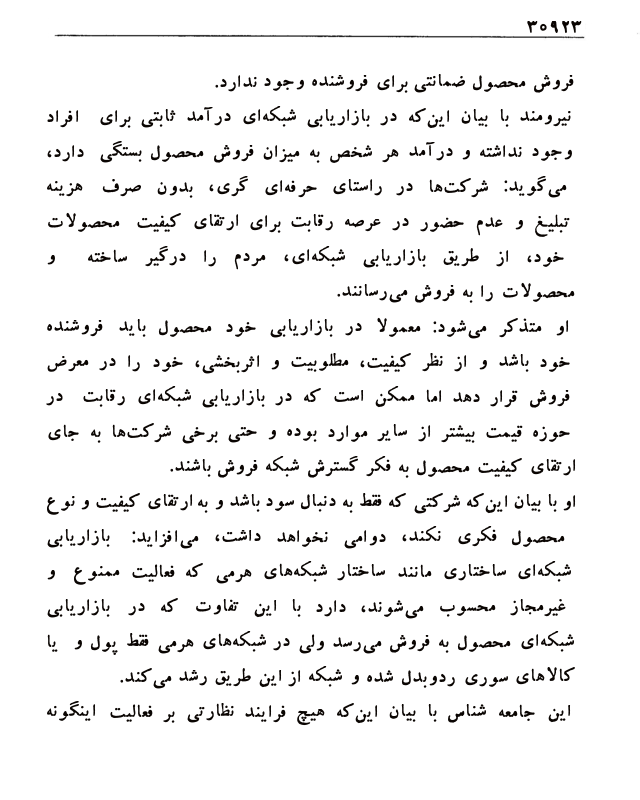 ۳۰۹۲۳
فروش محصول ضمانتی برای فروشنده وجود ندارد.
نیرومند با بیان این‌که در بازاریابی شبکه‌ای درآمد ثابتی برای افراد
وجود نداشته و درآمد هر شخص به میزان فروش محصول بستگی دارد،
می‌گوید: شرکت‌ها در راستای حرفه‌ای گری، بدون صرف هزینه
تبلیغ و عدم حضور در عرصه رقابت برای ارتقای کیفیت محصولات
خود، از طریق بازاریابی شبکه‌ای، مردم را درگیر ساخته و
محصولات را به فروش می‌رسانند.
او متذکر می‌شود: معمولا در بازاریابی خود محصول باید فروشنده
خود باشد و از نظر کیفیت، مطلوبیت و اثربخشی، خود را در معرض
فروش قرار دهد اما ممکن است که در بازاریابی شبکه‌ای رقابت در
حوزه قیمت بیشتر از سایر موارد بوده و حتی برخی شرکت‌ها به جای
ارتقای کیفیت محصول به فکر گسترش شبکه فروش باشند.
او با بیان این‌که شرکتی که فقط به دنبال سود باشد و به ارتقای کیفیت و نوع
محصول فکری نکند، دوامی نخواهد داشت، می‌افزاید: بازاریابی
شبکه‌ای ساختاری مانند ساختار شبکه‌های هرمی که فعالیت ممنوع و
غیرمجاز محسوب می‌شوند، دارد با این تفاوت که در بازاریابی
شبکه‌ای محصول به فروش می‌رسد ولی در شبکه‌های هرمی فقط پول و یا
کالاهای سوری ردوبدل شده و شبکه از این طریق رشد می‌کند.
این جامعه شناس با بیان این‌که هیچ فرایند نظارتی بر فعالیت اینگونه